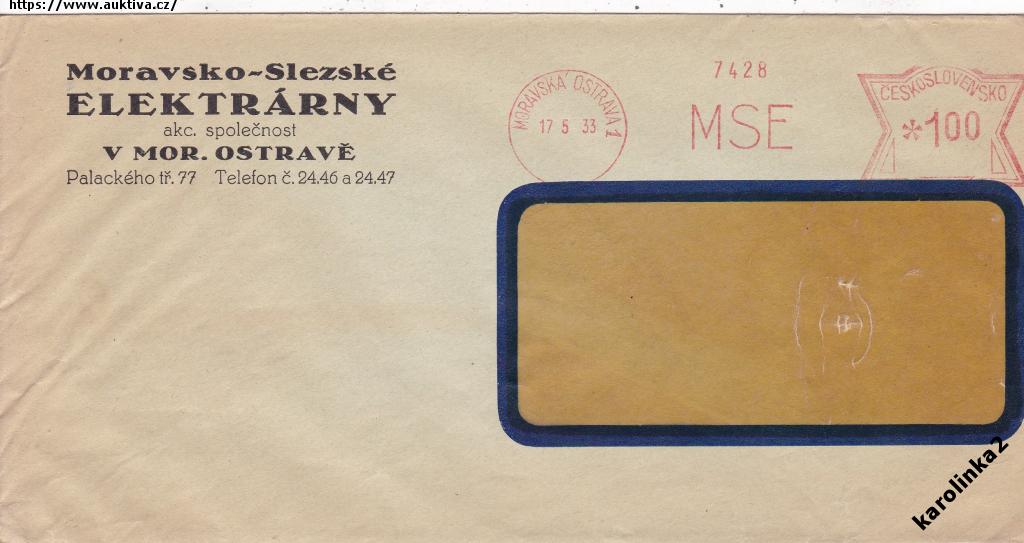 https://www.auktiva.cz/
Moravsko-Slezské
ELEKTRÁRNY
akc. společnost
V MOR. OSTRAVĚ
Palackého tř. 77 Telefon č. 24.46 a 24.47
MORAVSKÁ OSTRAVA 1
17 5 33
7428
MSE
ČESKOSLOVENSKO
*100
karolinka2